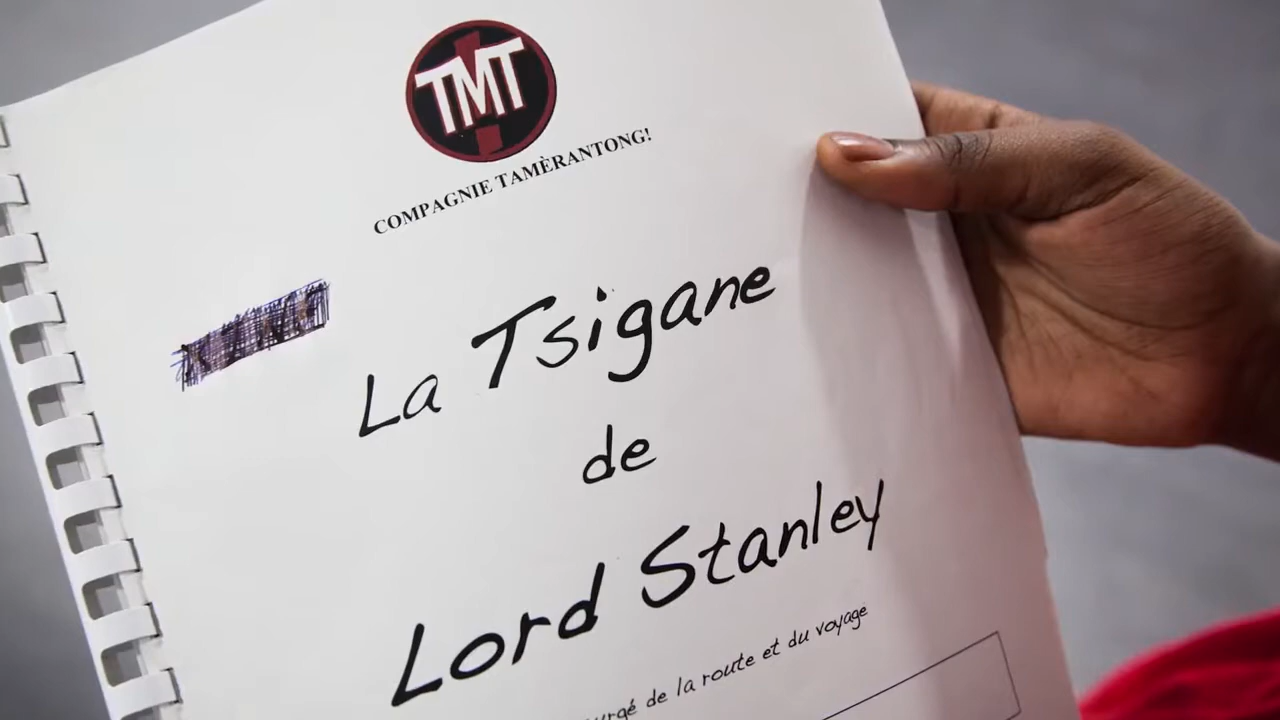 TMT
COMPAGNIE TAMÈRANTONG!
La Tsigane
de
Lord Stanley
de la route et du voyage